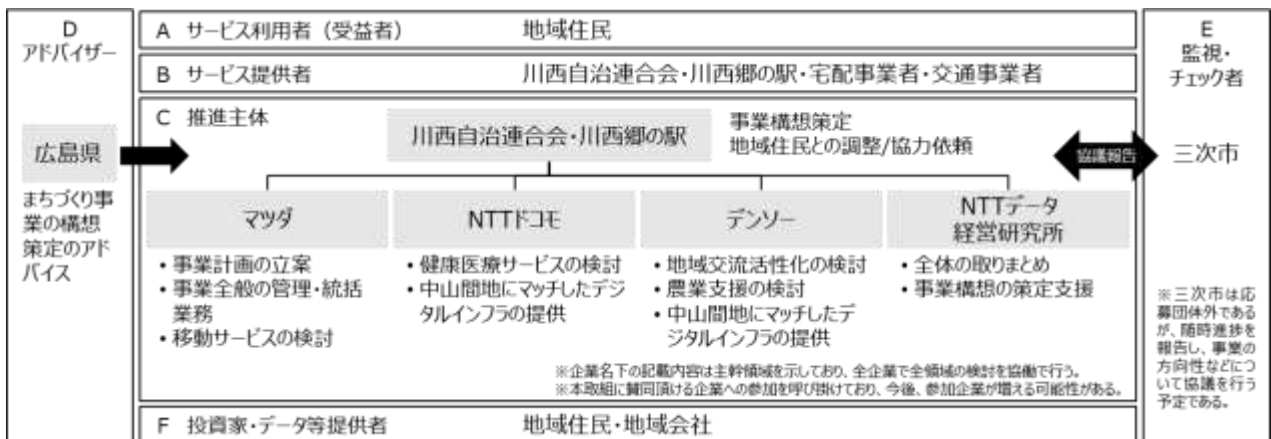 D
アドバイザー
広島県
まちづくり事
業の構想
策定のアド
バイス
A サービス利用者（受益者） 地域住民
B サービス提供者 川西自治連合会・川西郷の駅・宅配事業者・交通事業者
C 推進主体
川西自治連合会・川西郷の駅
事業構想策定
地域住民との調整/協力依頼
マツダ
・事業計画の立案
・事業全般の管理・統括
業務
・移動サービスの検討
NTTドコモ
・健康医療サービスの検討
・中山間地にマッチしたデジ
タルインフラの提供
デンソー
・地域交流活性化の検討
・農業支援の検討
・中山間地にマッチしたデ
ジタルインフラの提供
NTTデータ
経営研究所
・全体の取りまとめ
・事業構想の策定支援
※企業名下の記載内容は主幹領域を示しており、全企業で全領域の検討を協働で行う。
※本取組に賛同頂ける企業への参加を呼び掛けており、今後、参加企業が増える可能性がある。
F 投資家・データ等提供者 地域住民・地域会社
協議報告
E
監視・
チェック者
三次市
※三次市は応
募団体外である
が、随時進捗を
報告し、事業の
方向性などにつ
いて協議を行う
予定である。